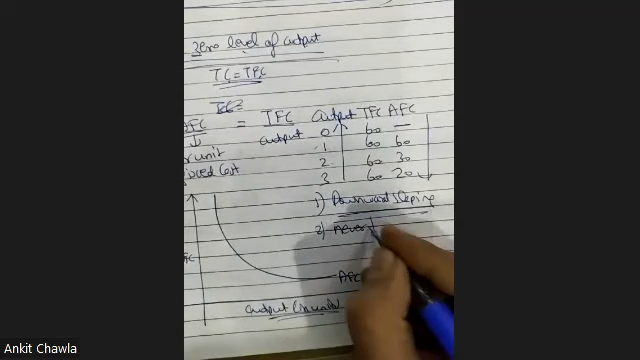 Zero level of output
TC = TFC
AFC = TFC
output
per unit
fixed cost
Output TFC AFC
0 60 —
1 60 60
2 60 30
3 60 20
1) Downward sloping
2) Never
AFC
output (in units)
Ankit Chawla